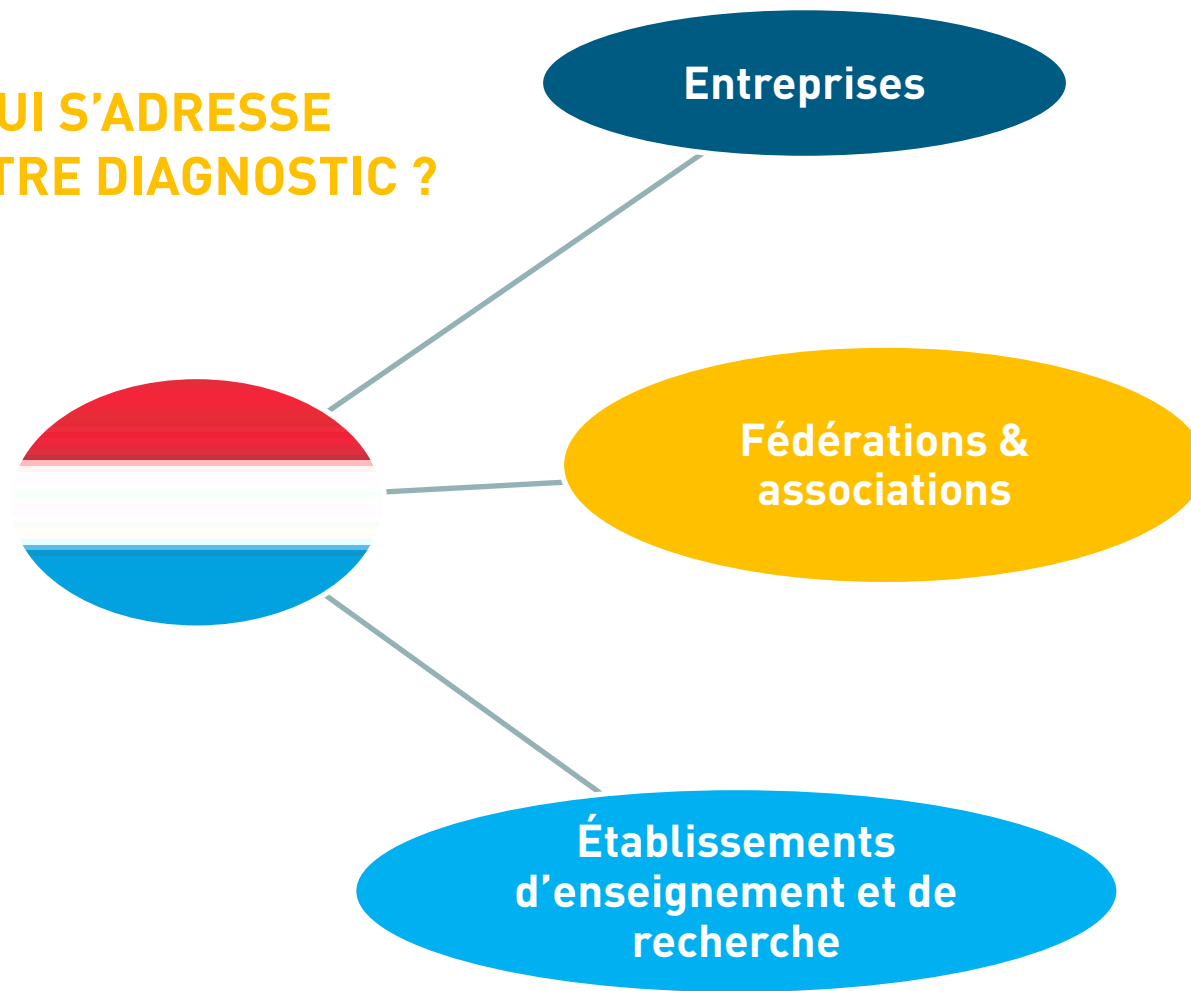 UI S’ADRESSE
TRE DIAGNOSTIC ?
Entreprises
Fédérations &
associations
Établissements
d’enseignement et de
recherche